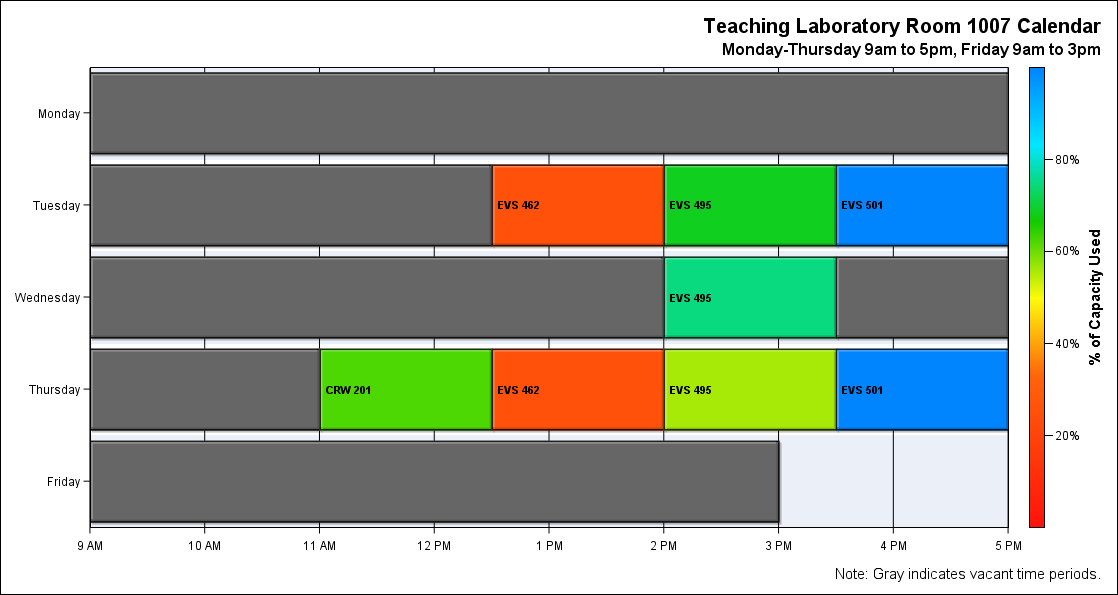 Teaching Laboratory Room 1007 Calendar
Monday-Thursday 9am to 5pm, Friday 9am to 3pm
Monday
Tuesday
EVS 462
EVS 495
EVS 501
Wednesday
EVS 495
Thursday
CRW 201
EVS 462
EVS 495
EVS 501
Friday
9 AM
10 AM
11 AM
12 PM
1 PM
2 PM
3 PM
4 PM
5 PM
80%
60%
40%
20%
% of Capacity Used
Note: Gray indicates vacant time periods.